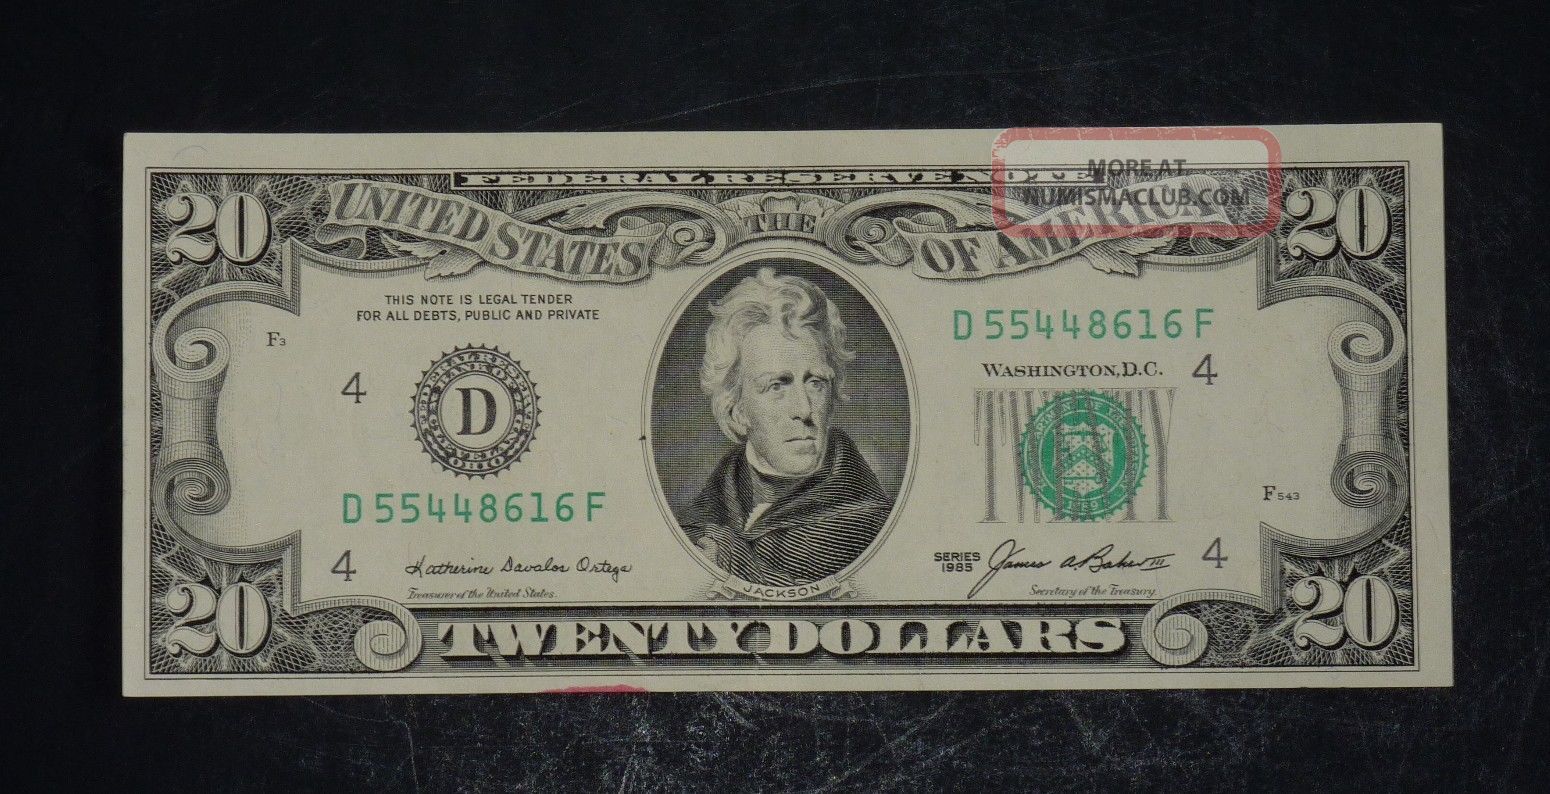 FEDERAL RESERVE NOTE
MORE AT
NUMISMACLUB.COM
20
UNITED STATES
THE
OF AMERICA
20
THIS NOTE IS LEGAL TENDER
FOR ALL DEBTS, PUBLIC AND PRIVATE
F3
D 55448616 F
WASHINGTON, D.C.
4
4
D
D 55448616 F
TWENTY
F543
4
Katherine Davalos Ortega
Treasurer of the United States.
JACKSON
SERIES
1985
James A. Baker III
Secretary of the Treasury.
4
20
TWENTY DOLLARS
20